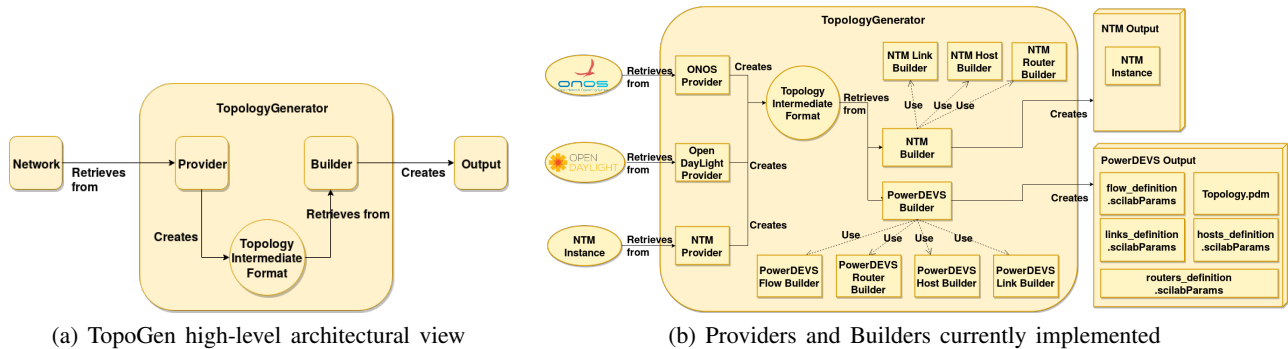 TopologyGenerator
Network
Retrieves
from
Provider
Builder
Creates
Output
Creates
Retrieves from
Topology
Intermediate
Format
(a) TopoGen high-level architectural view
TopologyGenerator
onos
Retrieves
from
ONOS
Provider
Creates
OPEN
DAYLIGHT
Retrieves
from
Open
DayLight
Provider
Creates
NTM
Instance
Retrieves
from
NTM
Provider
Creates
Topology
Intermediate
Format
Retrieves
from
NTM Link
Builder
NTM Host
Builder
NTM
Router
Builder
Use
Use
Use
NTM
Builder
Creates
PowerDEVS
Builder
Creates
Use
Use
Use
Use
PowerDEVS
Flow Builder
PowerDEVS
Router
Builder
PowerDEVS
Host Builder
PowerDEVS
Link Builder
NTM Output
NTM
Instance
PowerDEVS Output
flow_definition
.scilabParams
Topology.pdm
links_definition
.scilabParams
hosts_definition
.scilabParams
routers_definition
.scilabParams
(b) Providers and Builders currently implemented